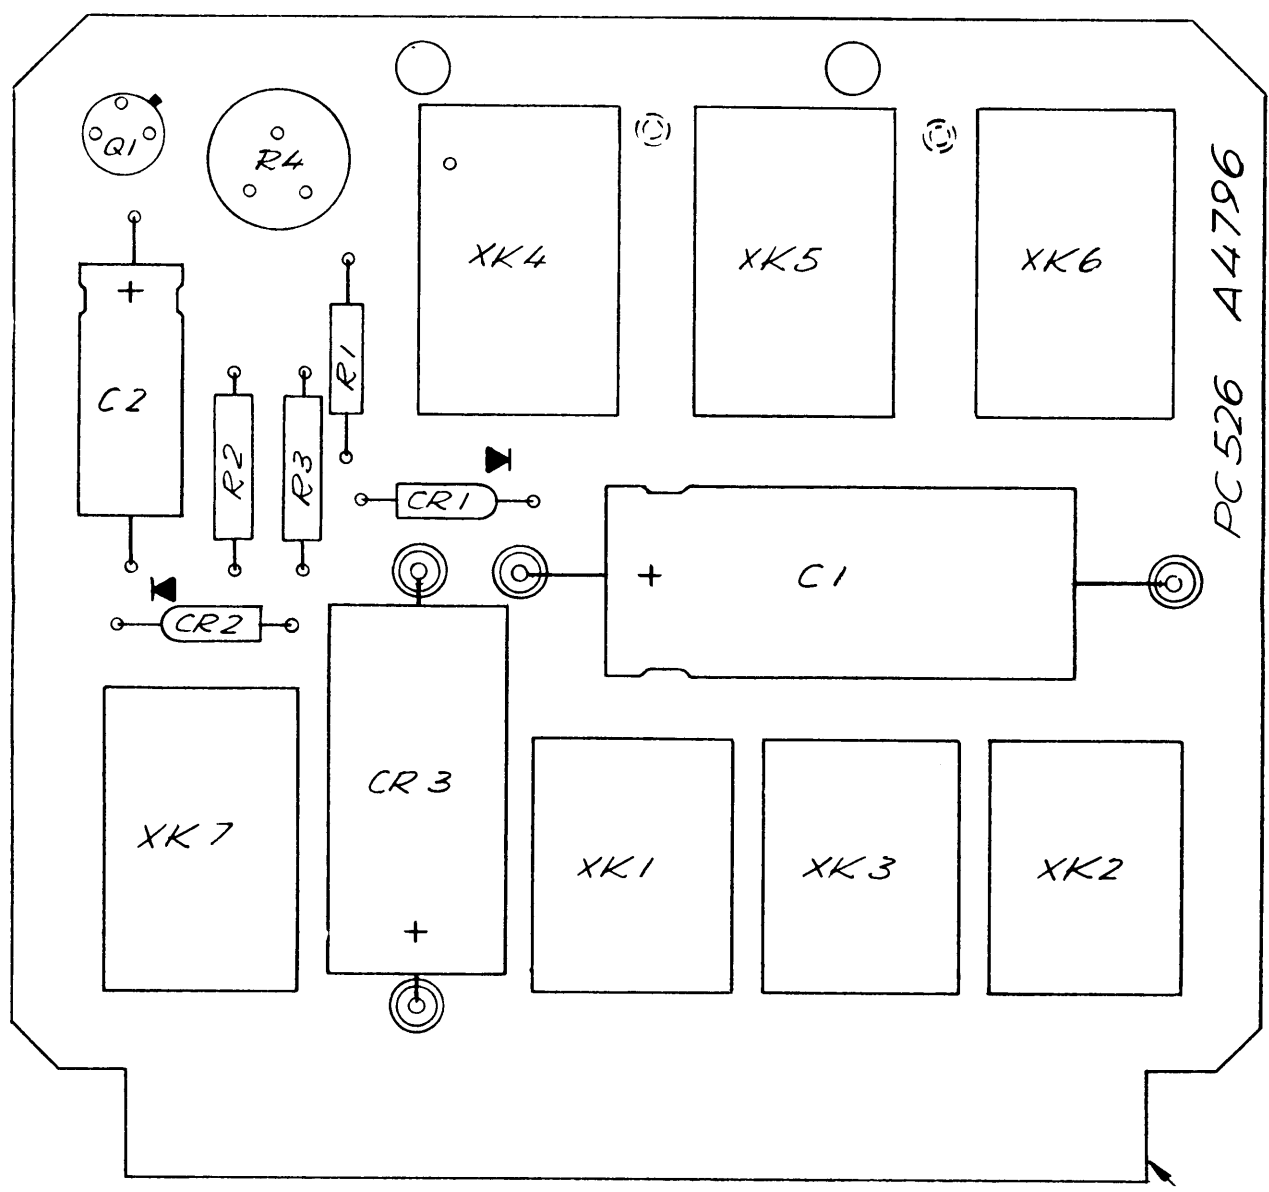 Q1
R4
XK4
XK5
XK6
PC526 A4796
+
C2
R1
R2
R3
CR1
+
C1
CR2
XK7
CR3
+
XK1
XK3
XK2